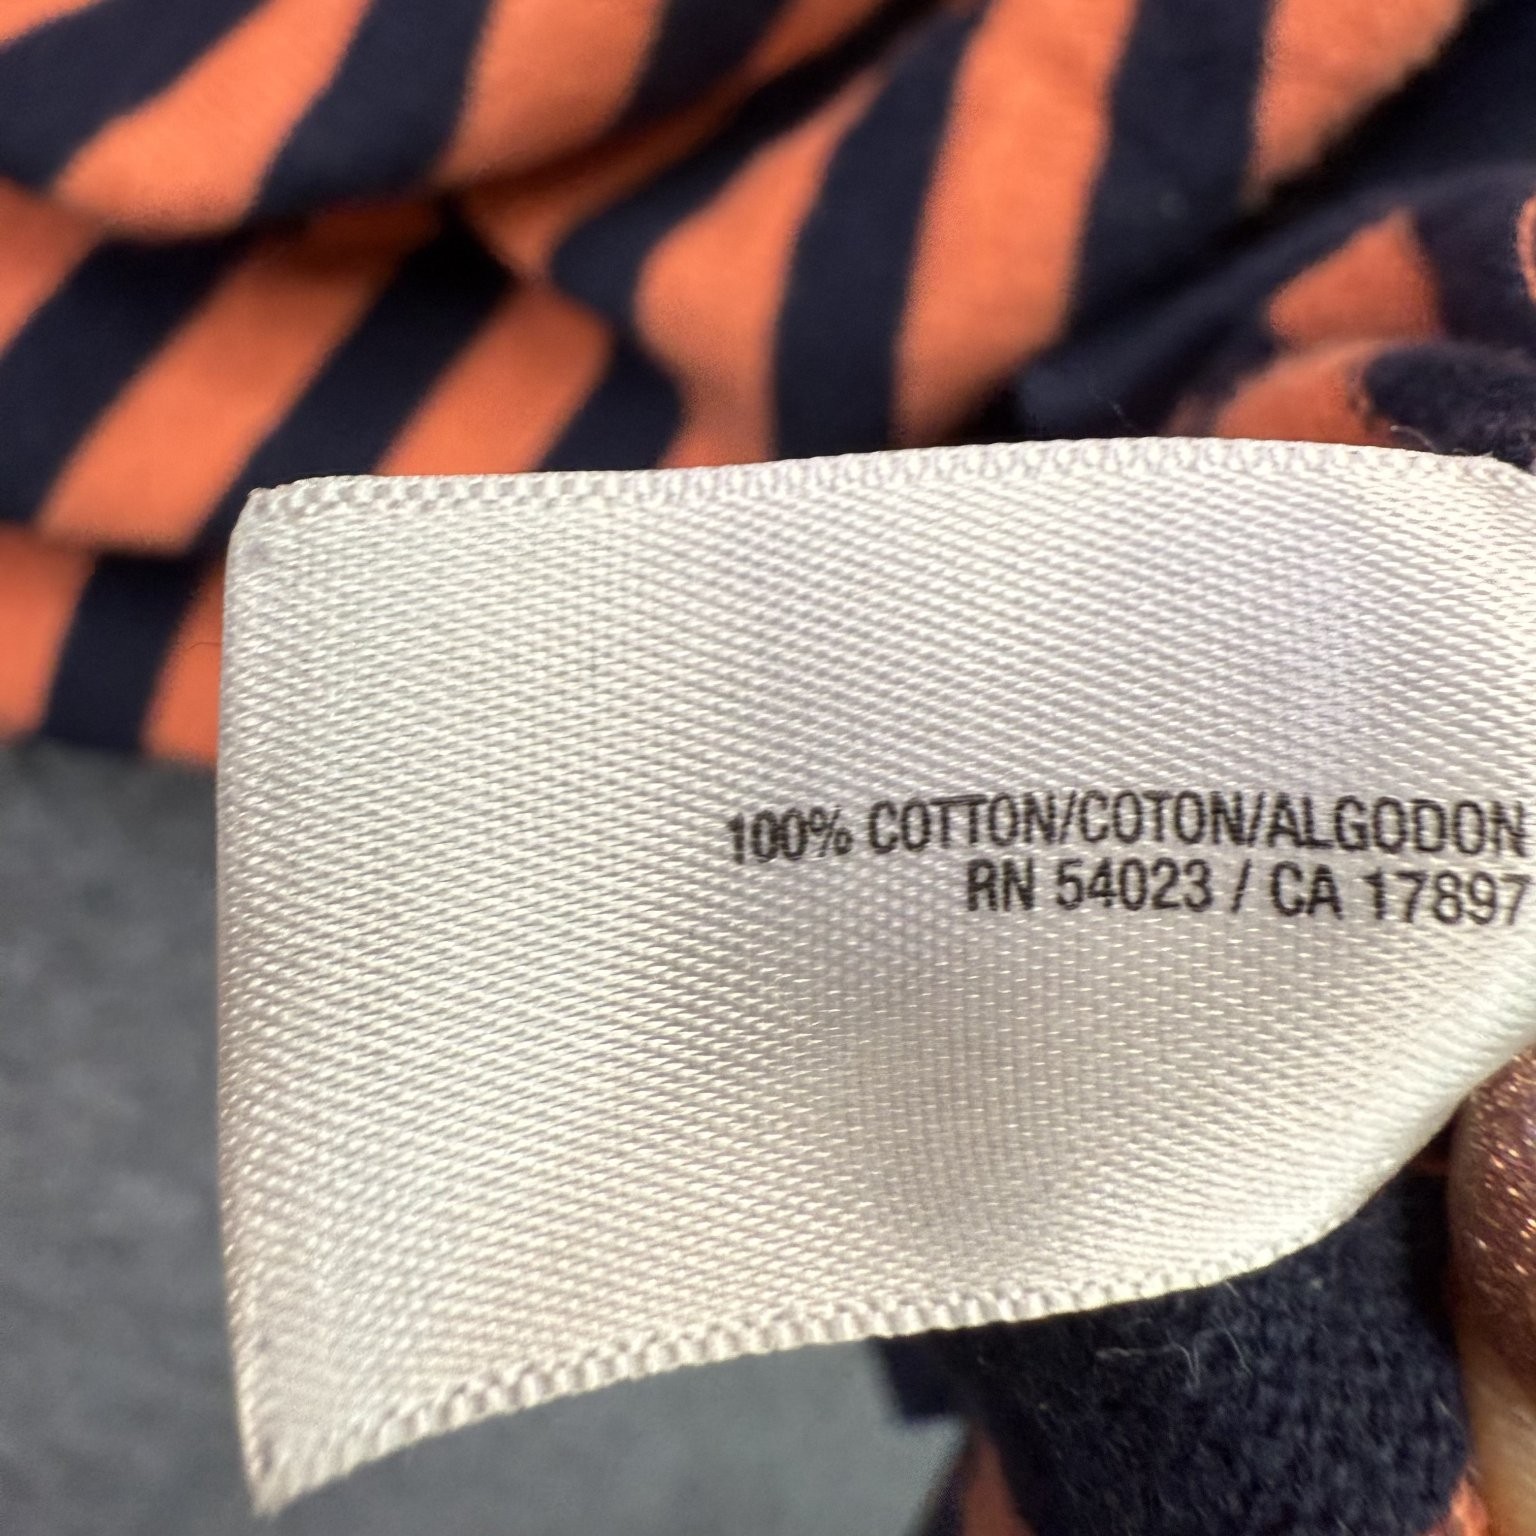 100% COTTON/COTON/ALGODON
RN 54023 / CA 17897